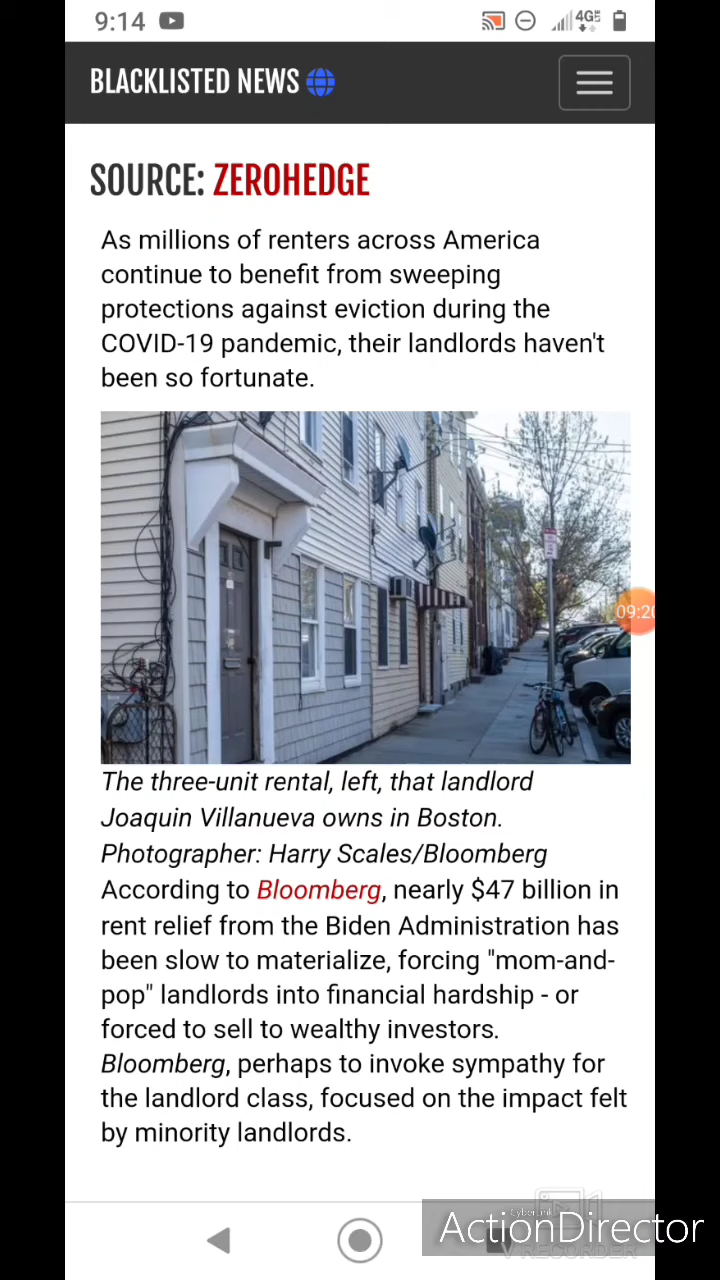 9:14
4GE
BLACKLISTED NEWS
SOURCE: ZEROHEDGE
As millions of renters across America
continue to benefit from sweeping
protections against eviction during the
COVID-19 pandemic, their landlords haven't
been so fortunate.
09:20
The three-unit rental, left, that landlord
Joaquin Villanueva owns in Boston.
Photographer: Harry Scales/Bloomberg
According to Bloomberg, nearly $47 billion in
rent relief from the Biden Administration has
been slow to materialize, forcing "mom-and-
pop" landlords into financial hardship - or
forced to sell to wealthy investors.
Bloomberg, perhaps to invoke sympathy for
the landlord class, focused on the impact felt
by minority landlords.
CyberLink
ActionDirector
V RECORDER